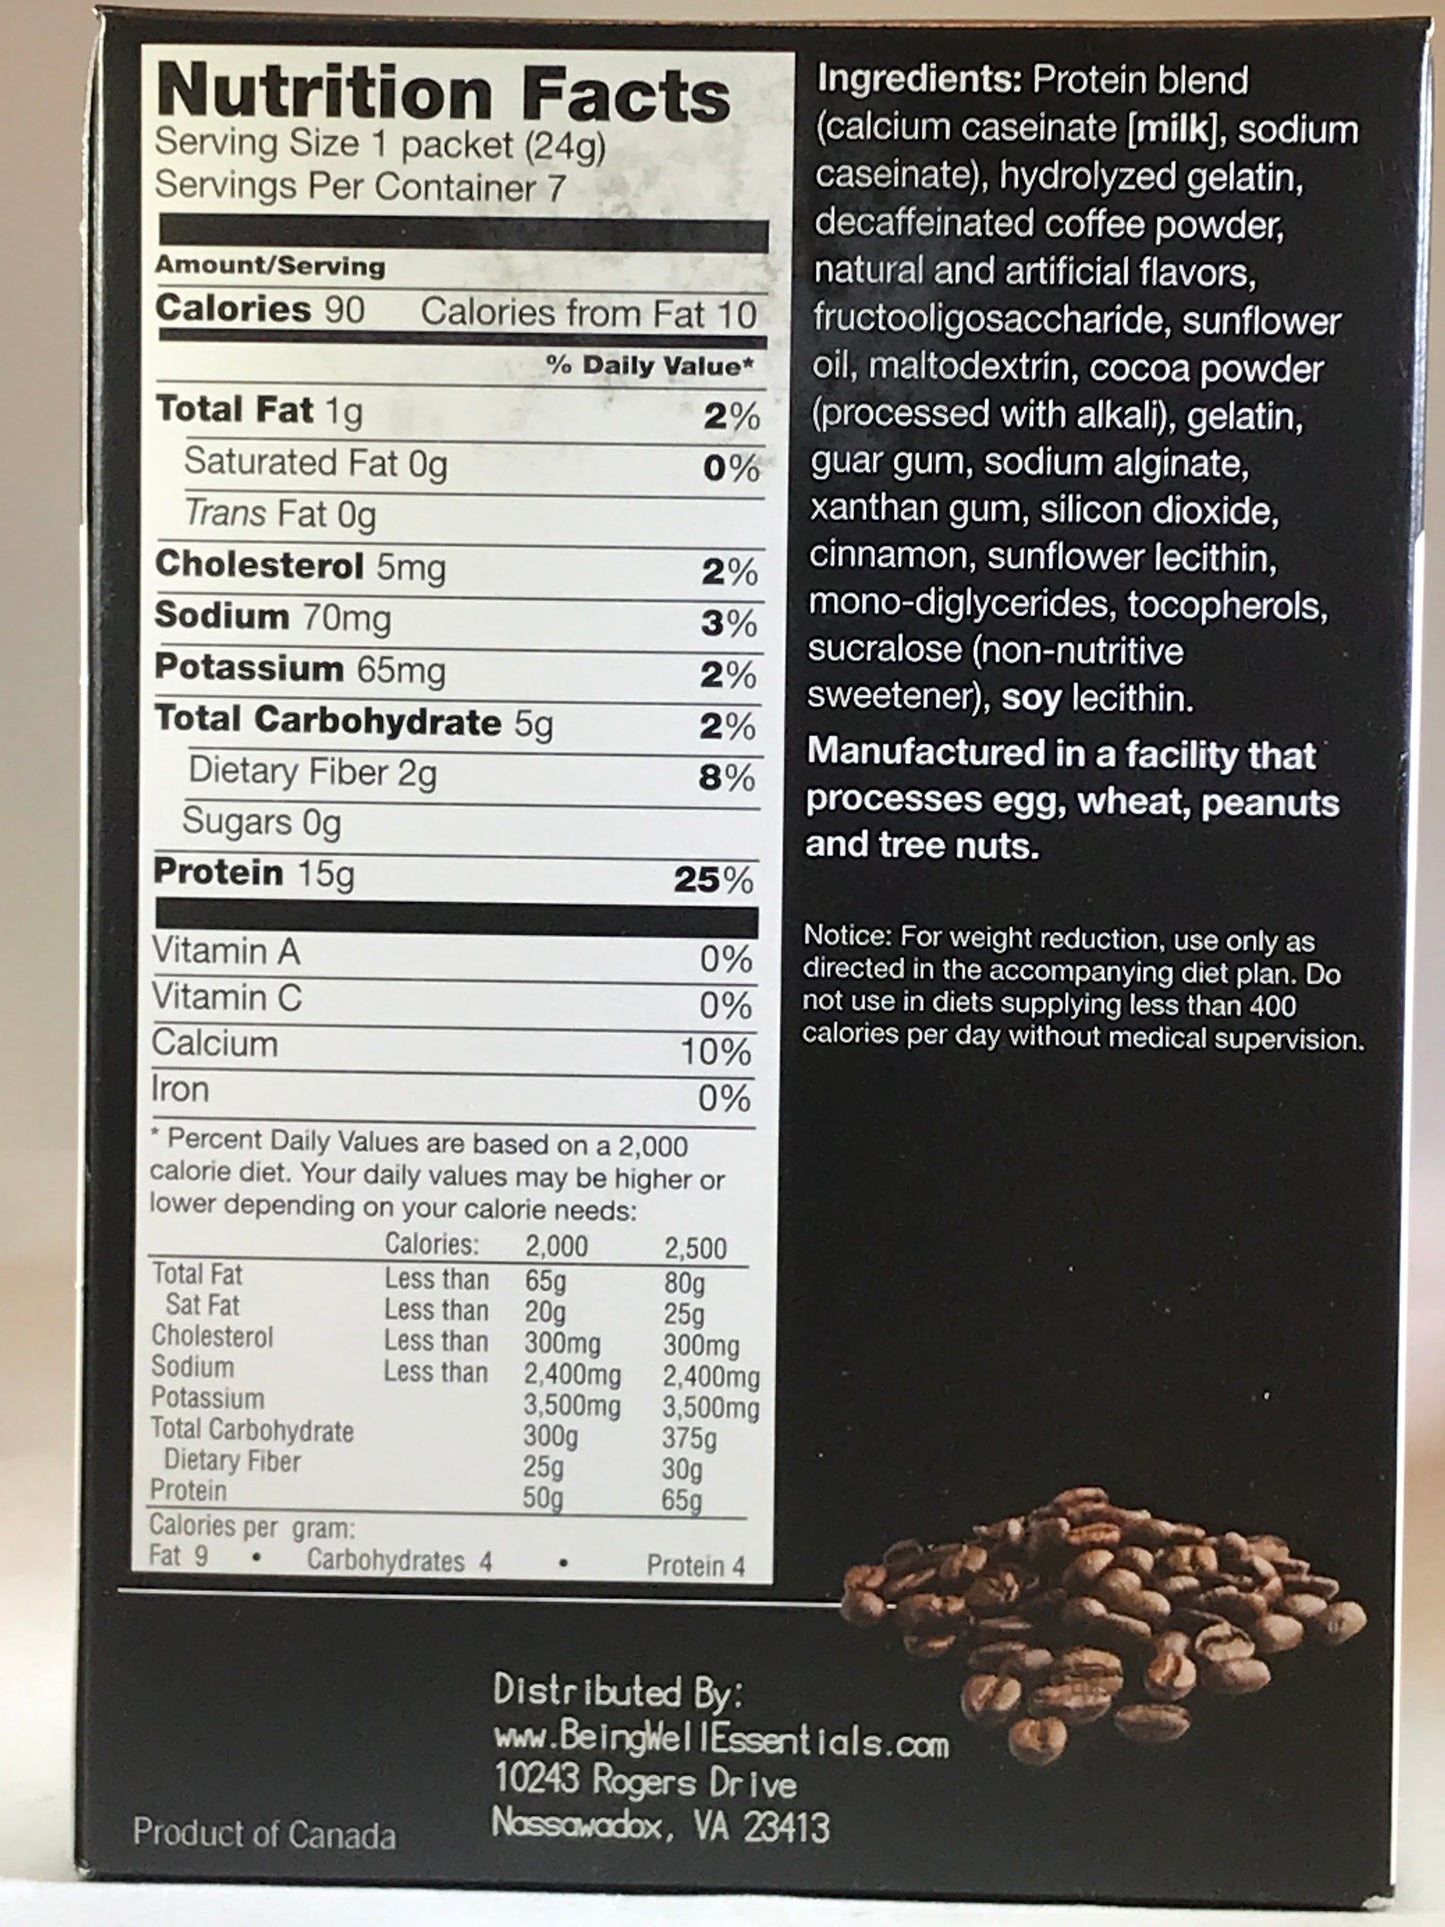 Nutrition Facts
Serving Size 1 packet (24g)
Servings Per Container 7
Amount/Serving
Calories 90 Calories from Fat 10
% Daily Value*
Total Fat 1g 2%
Saturated Fat 0g 0%
Trans Fat 0g
Cholesterol 5mg 2%
Sodium 70mg 3%
Potassium 65mg 2%
Total Carbohydrate 5g 2%
Dietary Fiber 2g 8%
Sugars 0g
Protein 15g 25%
Vitamin A 0%
Vitamin C 0%
Calcium 10%
Iron 0%
* Percent Daily Values are based on a 2,000
calorie diet. Your daily values may be higher or
lower depending on your calorie needs:
Calories: 2,000 2,500
Total Fat Less than 65g 80g
Sat Fat Less than 20g 25g
Cholesterol Less than 300mg 300mg
Sodium Less than 2,400mg 2,400mg
Potassium 3,500mg 3,500mg
Total Carbohydrate 300g 375g
Dietary Fiber 25g 30g
Protein 50g 65g
Calories per gram:
Fat 9 • Carbohydrates 4 • Protein 4
Ingredients: Protein blend
(calcium caseinate [milk], sodium
caseinate), hydrolyzed gelatin,
decaffeinated coffee powder,
natural and artificial flavors,
fructooligosaccharide, sunflower
oil, maltodextrin, cocoa powder
(processed with alkali), gelatin,
guar gum, sodium alginate,
xanthan gum, silicon dioxide,
cinnamon, sunflower lecithin,
mono-diglycerides, tocopherols,
sucralose (non-nutritive
sweetener), soy lecithin.
Manufactured in a facility that
processes egg, wheat, peanuts
and tree nuts.
Notice: For weight reduction, use only as
directed in the accompanying diet plan. Do
not use in diets supplying less than 400
calories per day without medical supervision.
Distributed By:
www.BeingWellEssentials.com
10243 Rogers Drive
Nassawadox, VA 23413
Product of Canada